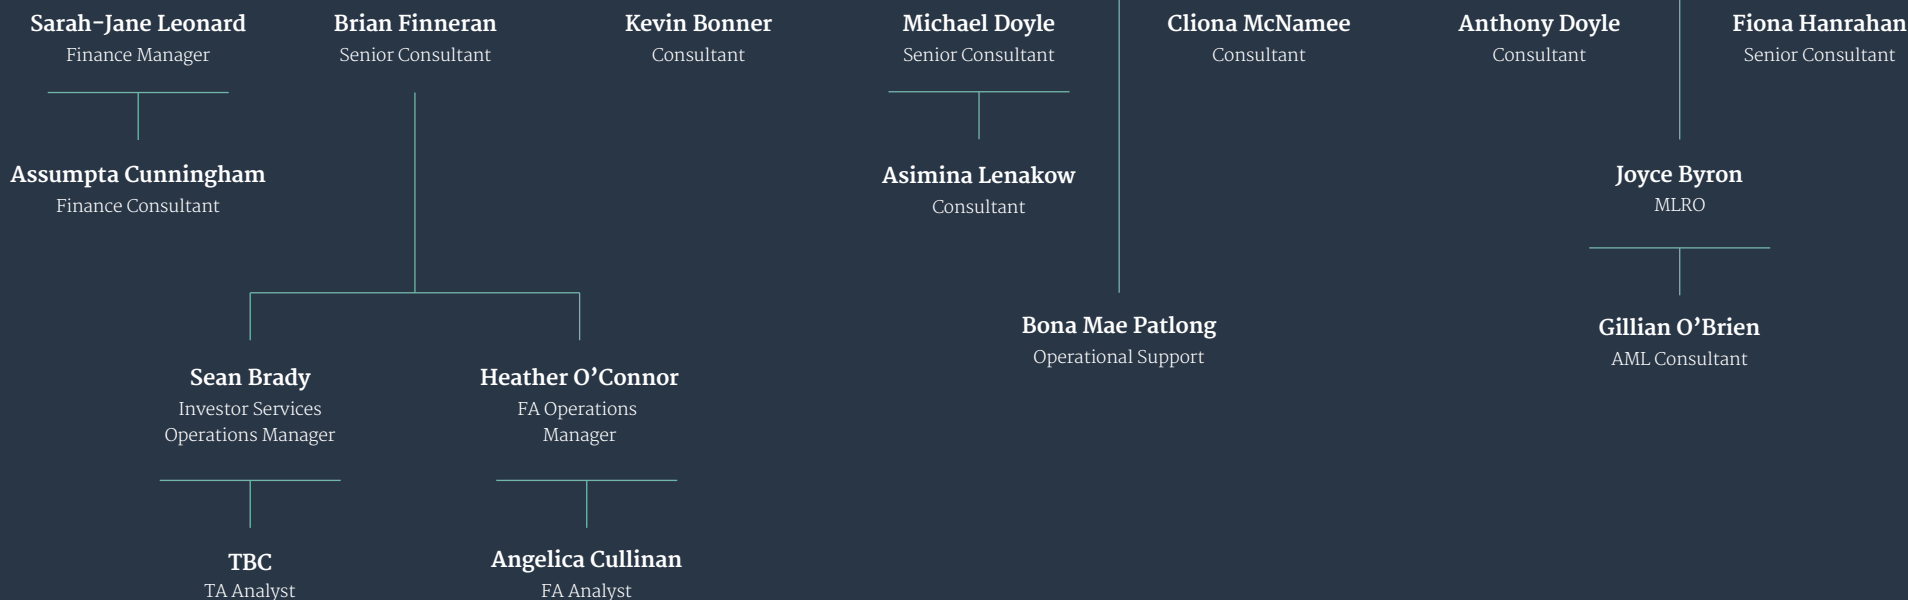 Sarah-Jane Leonard
Finance Manager
Brian Finneran
Senior Consultant
Kevin Bonner
Consultant
Michael Doyle
Senior Consultant
Cliona McNamee
Consultant
Anthony Doyle
Consultant
Fiona Hanrahan
Senior Consultant
Assumpta Cunningham
Finance Consultant
Asimina Lenakow
Consultant
Joyce Byron
MLRO
Bona Mae Patlong
Operational Support
Gillian O’Brien
AML Consultant
Sean Brady
Investor Services
Operations Manager
Heather O’Connor
FA Operations
Manager
TBC
TA Analyst
Angelica Cullinan
FA Analyst